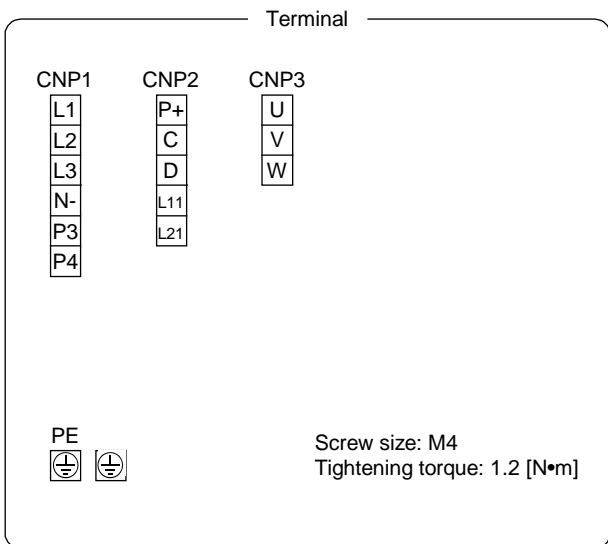 Terminal
CNP1 CNP2 CNP3
L1 P+ U
L2 C V
L3 D W
N- L11
P3 L21
P4
PE
Screw size: M4
Tightening torque: 1.2 [N•m]